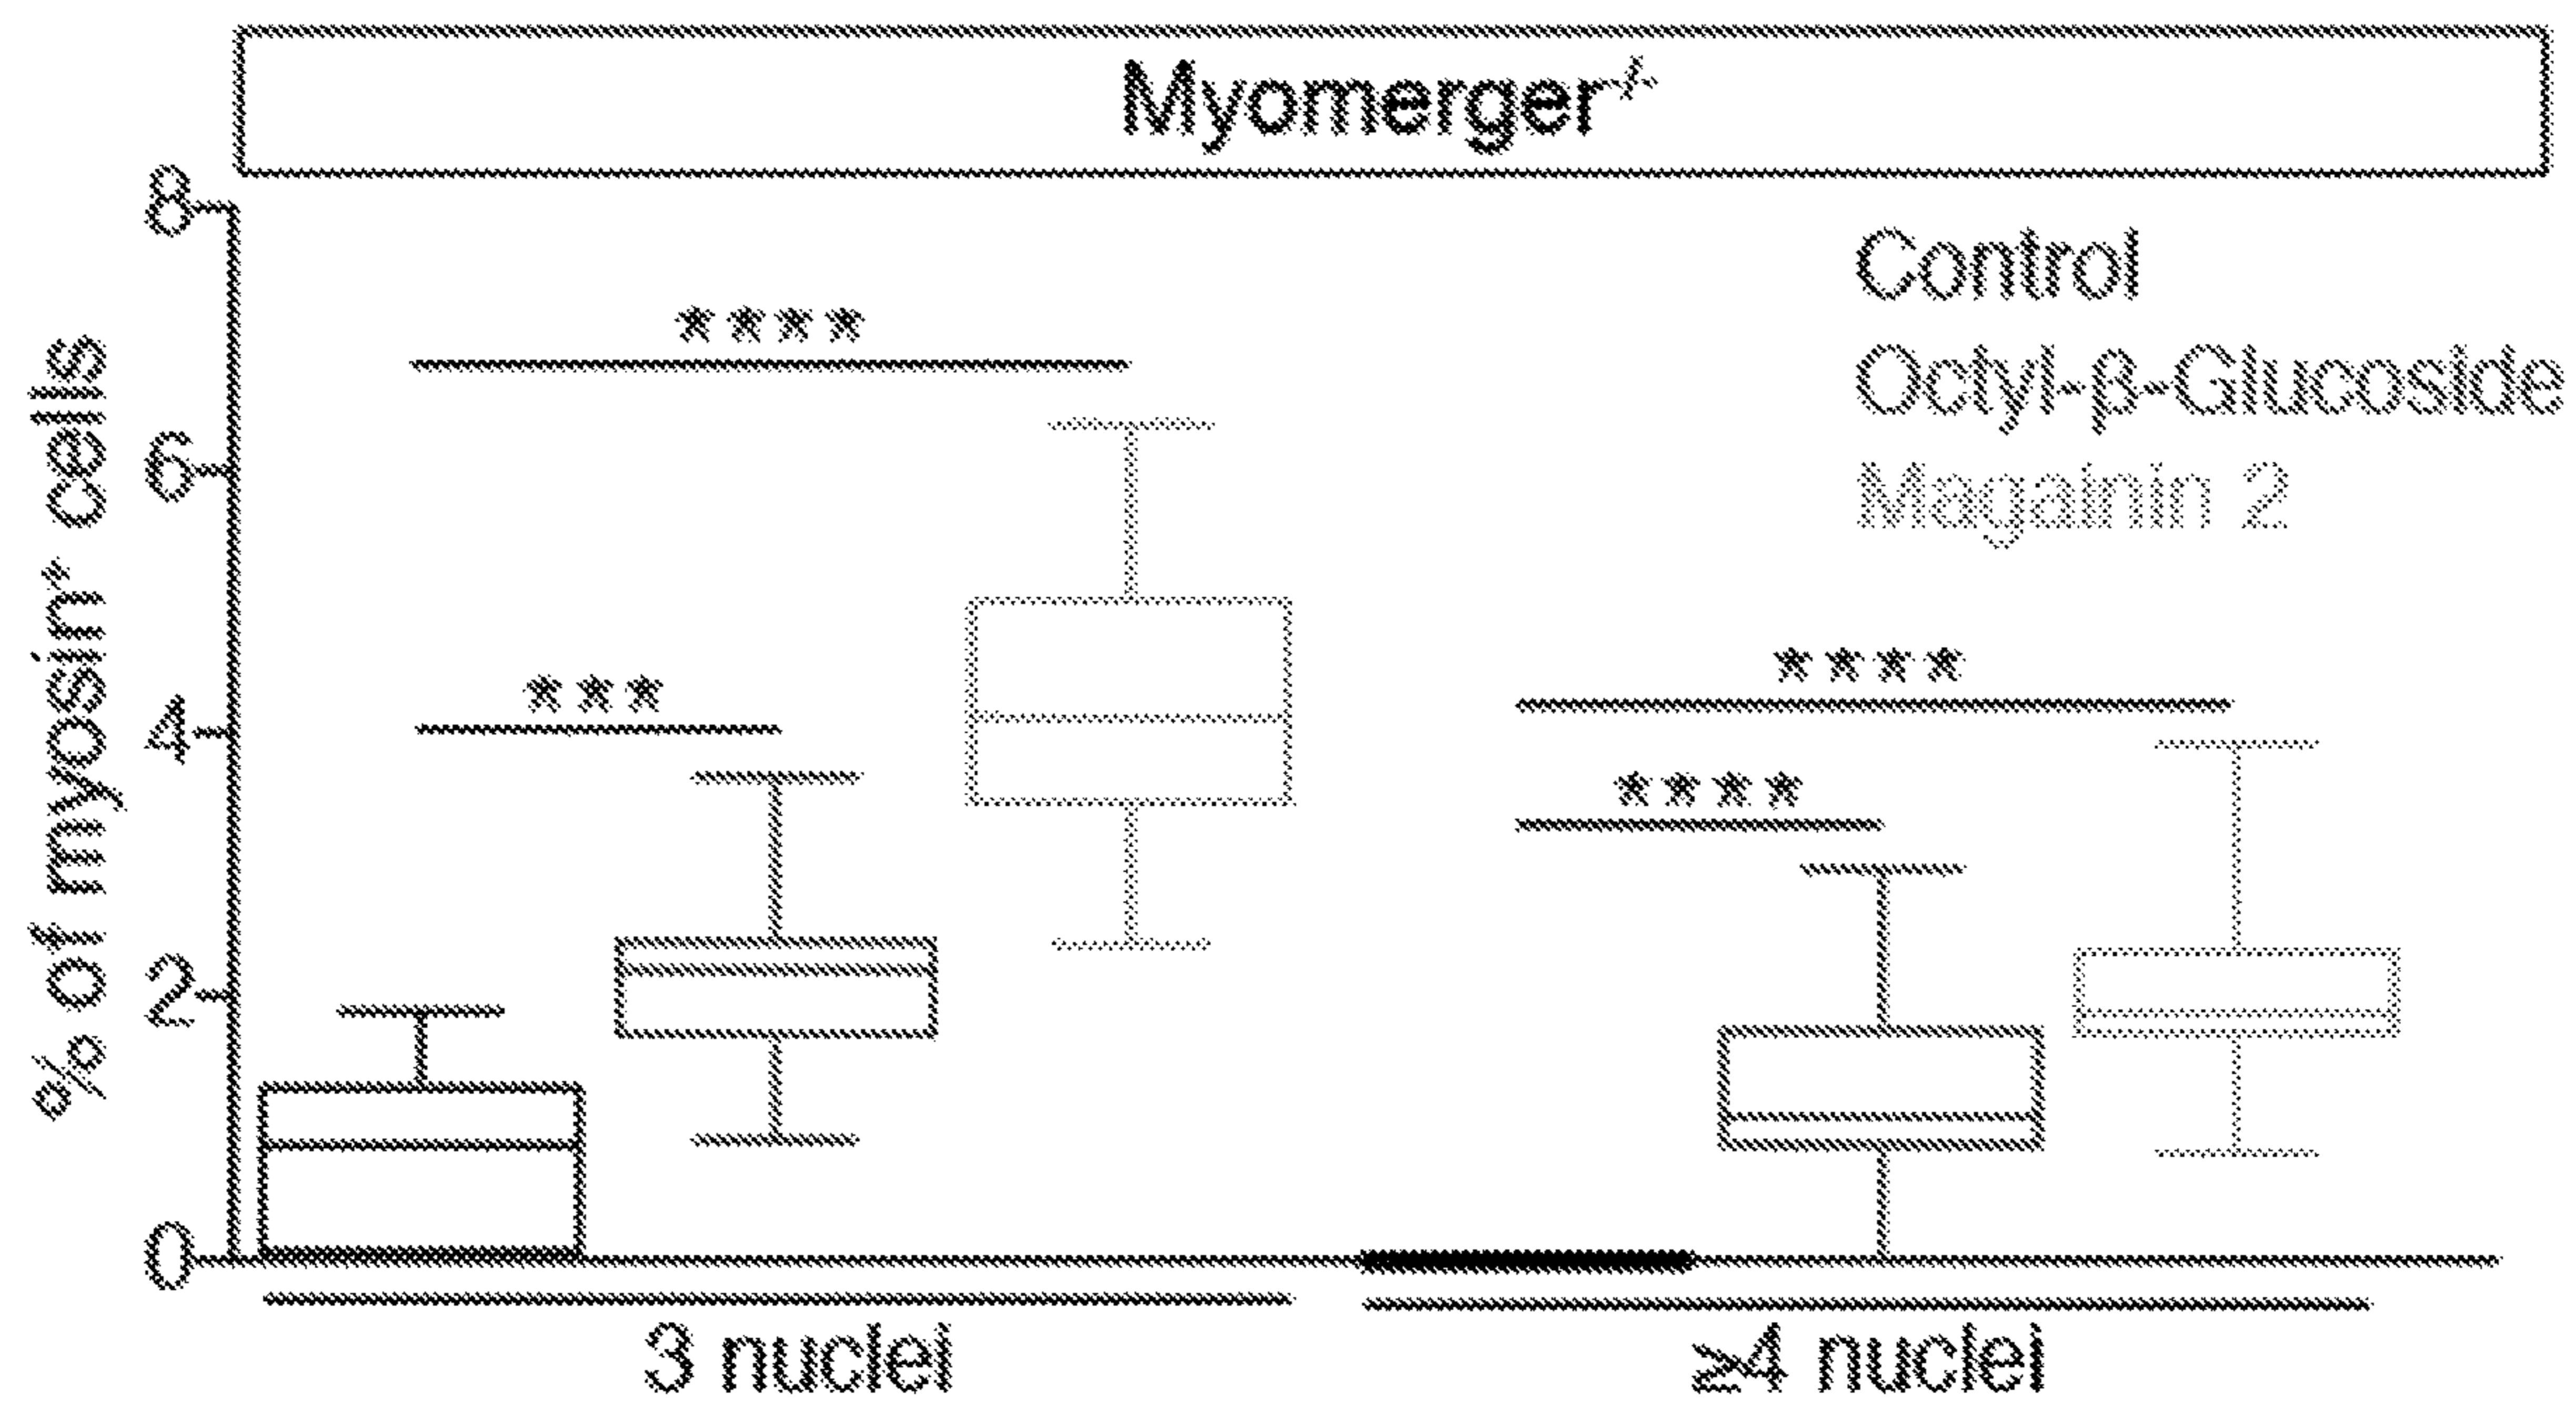 Myomerger-/-
% of myosin+ cells
8
6
4
2
0
Control
Octyl-β-Glucoside
Magainin 2
****
***
****
****
3 nuclei
≥4 nuclei